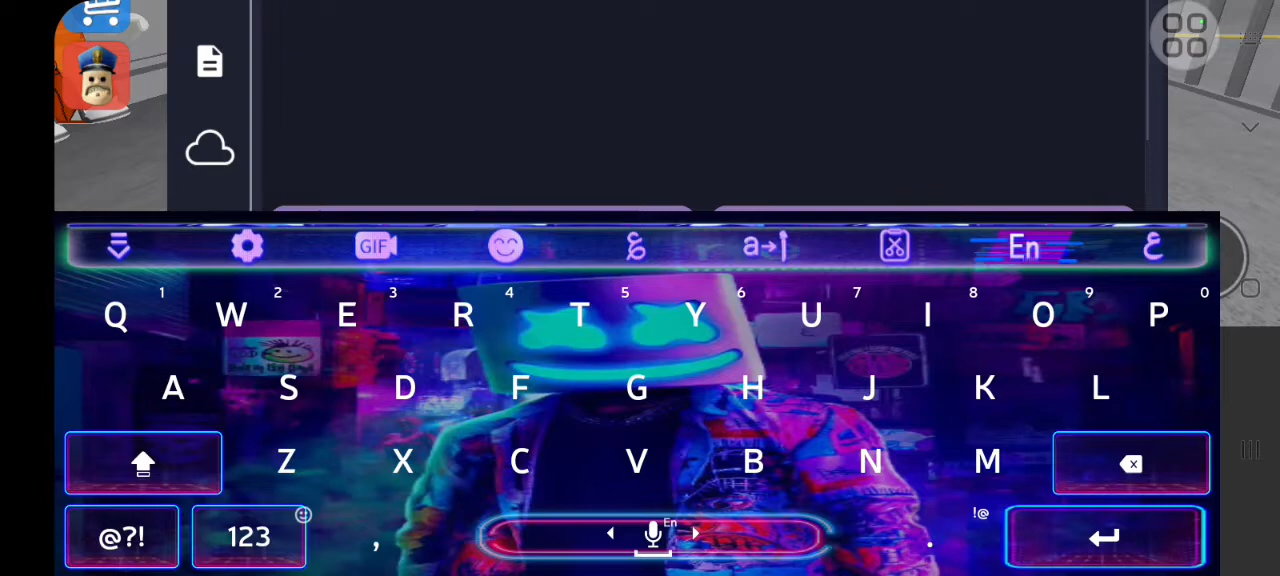 GIF ع a→أ En ع
1 2 3 4 5 6 7 8 9 0
Q W E R T Y U I O P
A S D F G H J K L
Z X C V B N M
@?! 123 , En . !@